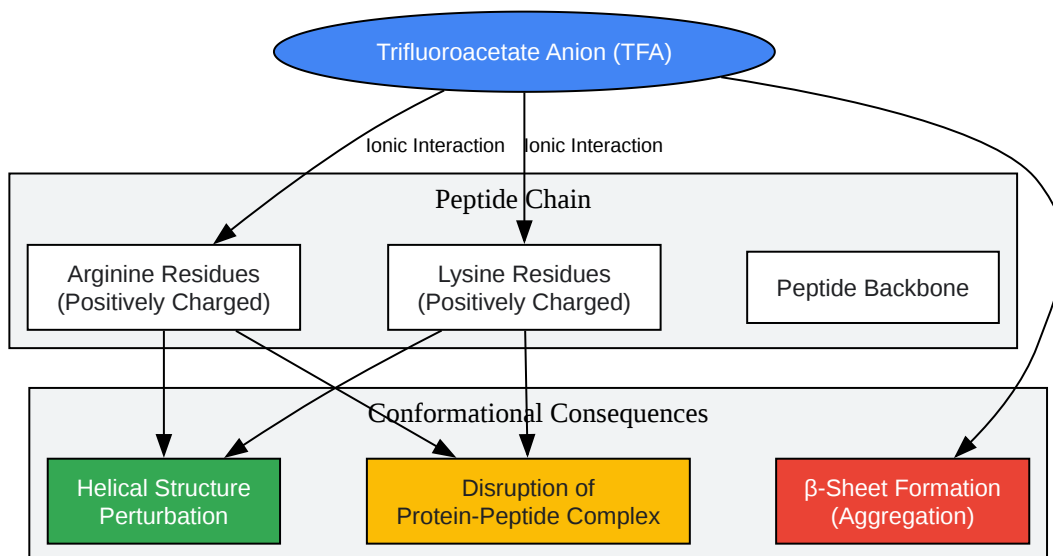 Trifluoroacetate Anion (TFA)
Ionic Interaction
Ionic Interaction
Peptide Chain
Arginine Residues
(Positively Charged)
Lysine Residues
(Positively Charged)
Peptide Backbone
Conformational Consequences
Helical Structure
Perturbation
Disruption of
Protein-Peptide Complex
β-Sheet Formation
(Aggregation)